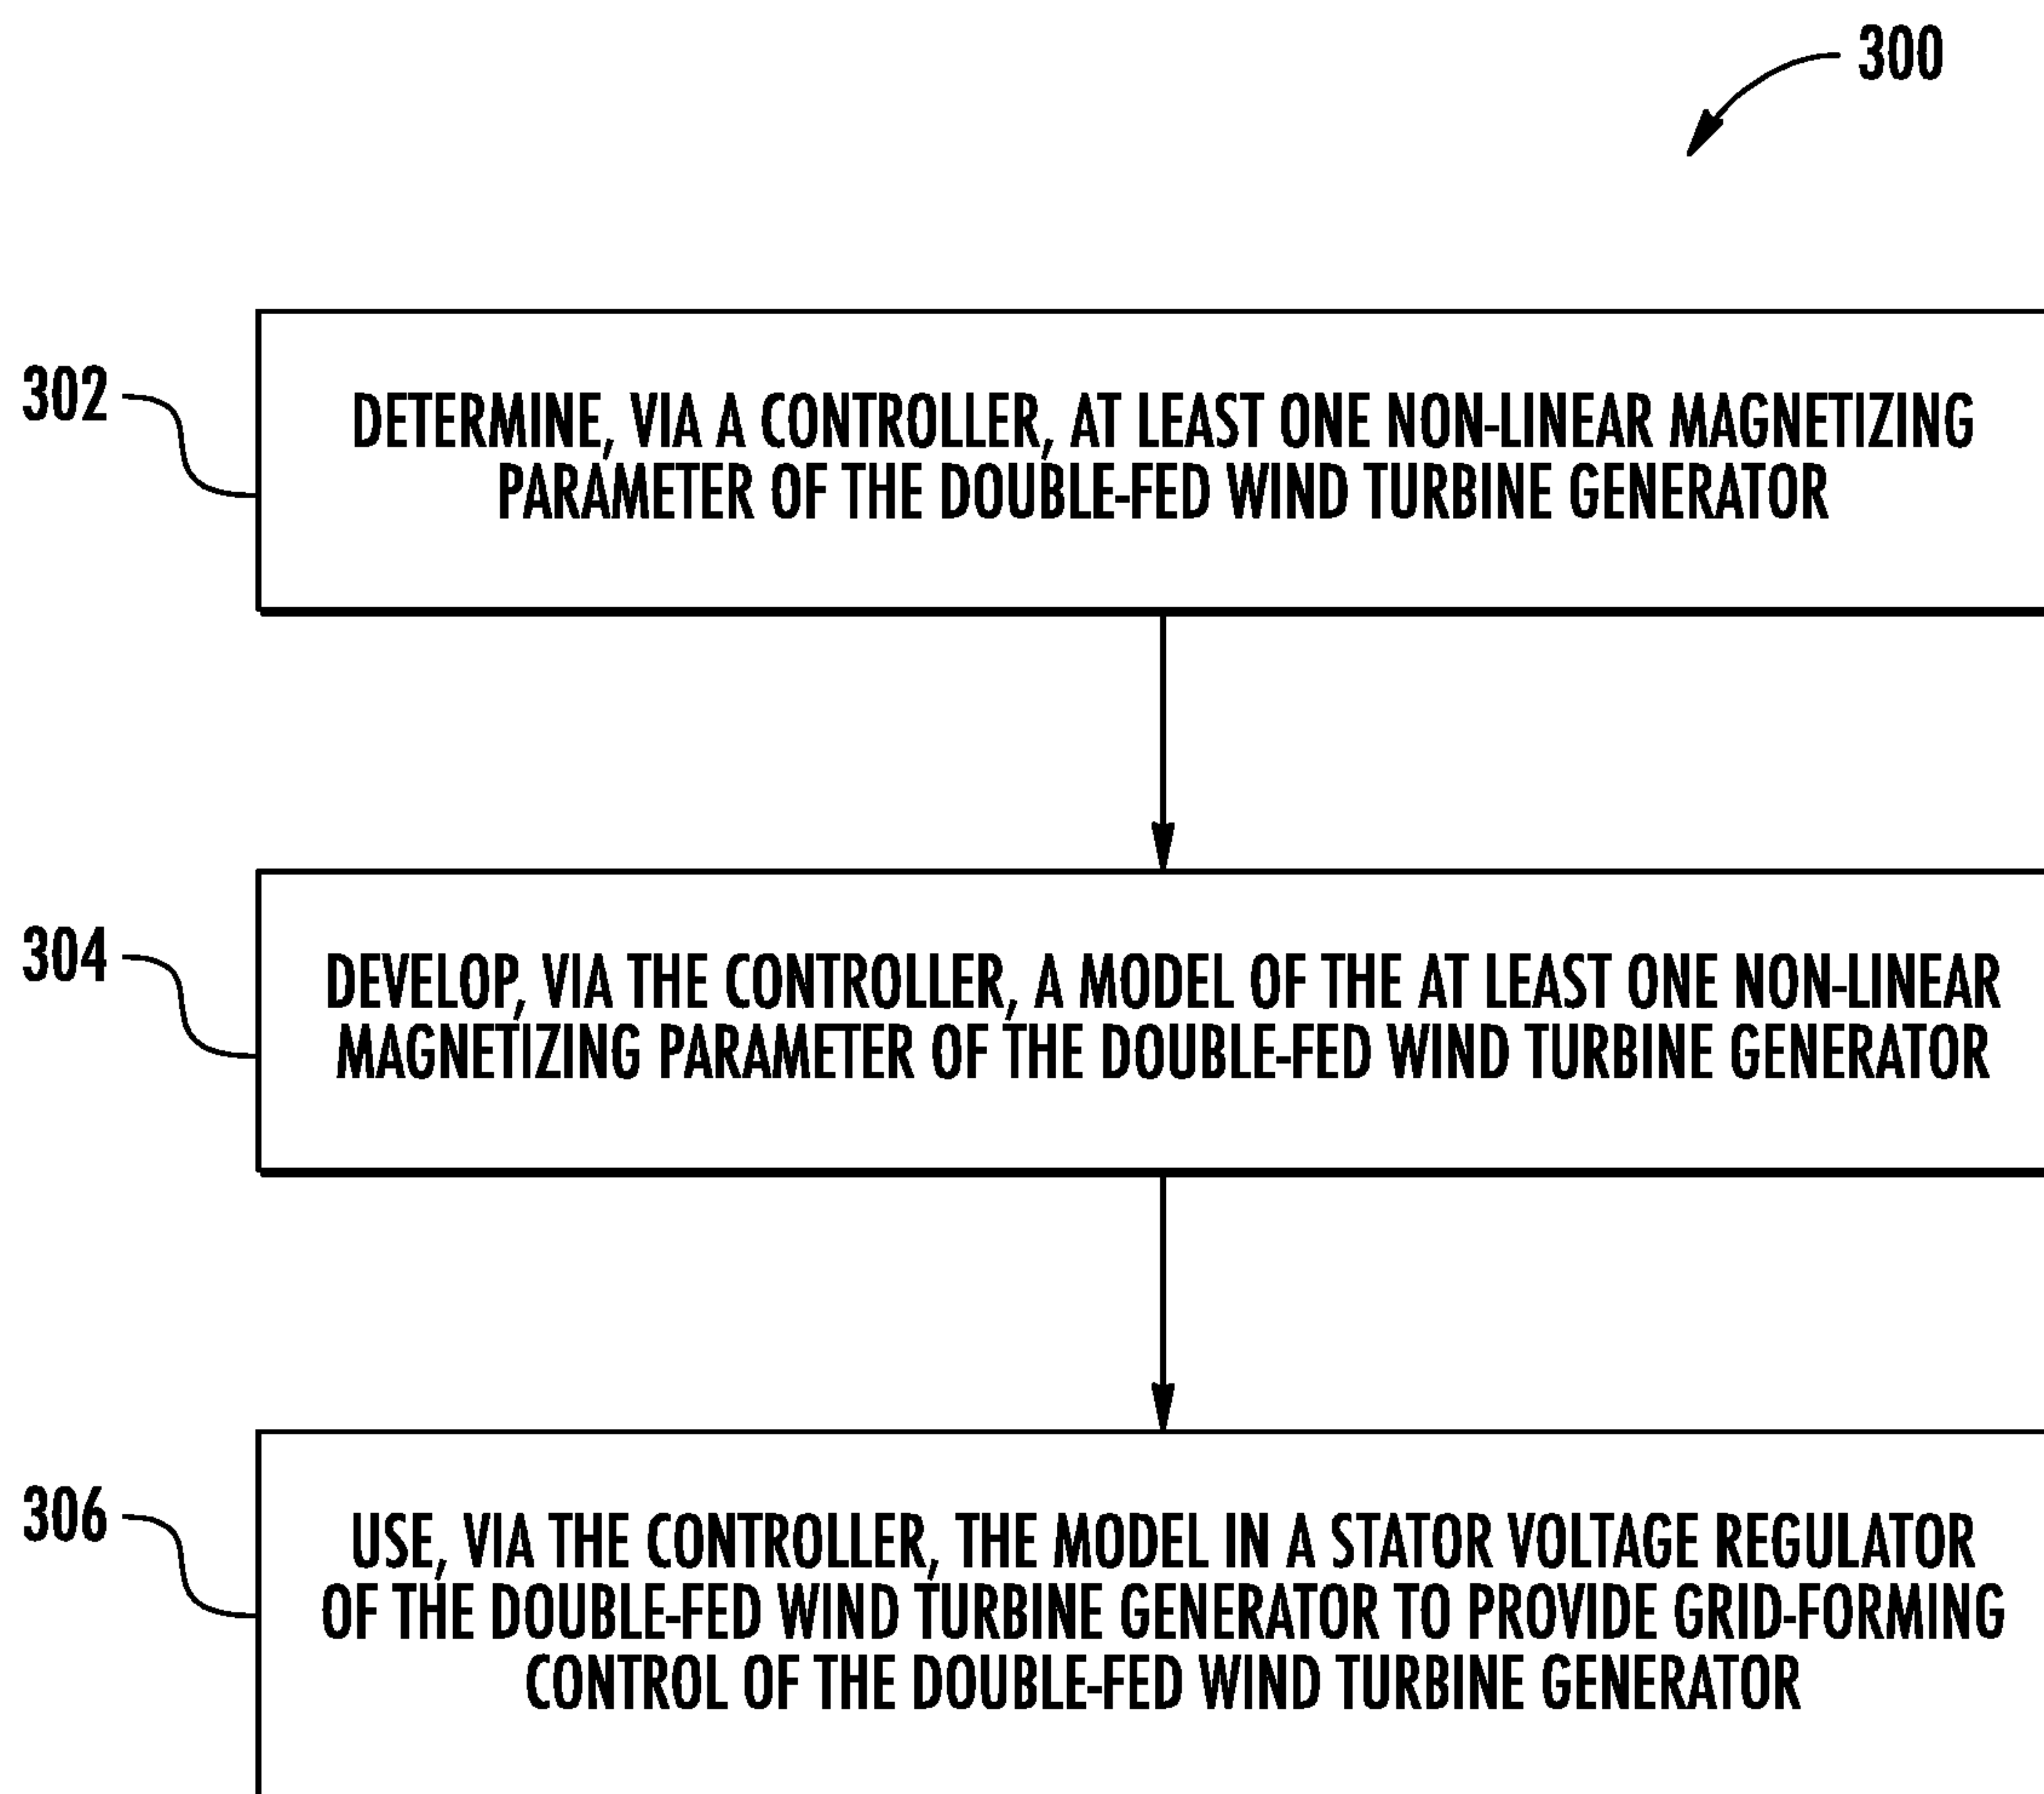 300
302
DETERMINE, VIA A CONTROLLER, AT LEAST ONE NON-LINEAR MAGNETIZING
PARAMETER OF THE DOUBLE-FED WIND TURBINE GENERATOR
304
DEVELOP, VIA THE CONTROLLER, A MODEL OF THE AT LEAST ONE NON-LINEAR
MAGNETIZING PARAMETER OF THE DOUBLE-FED WIND TURBINE GENERATOR
306
USE, VIA THE CONTROLLER, THE MODEL IN A STATOR VOLTAGE REGULATOR
OF THE DOUBLE-FED WIND TURBINE GENERATOR TO PROVIDE GRID-FORMING
CONTROL OF THE DOUBLE-FED WIND TURBINE GENERATOR